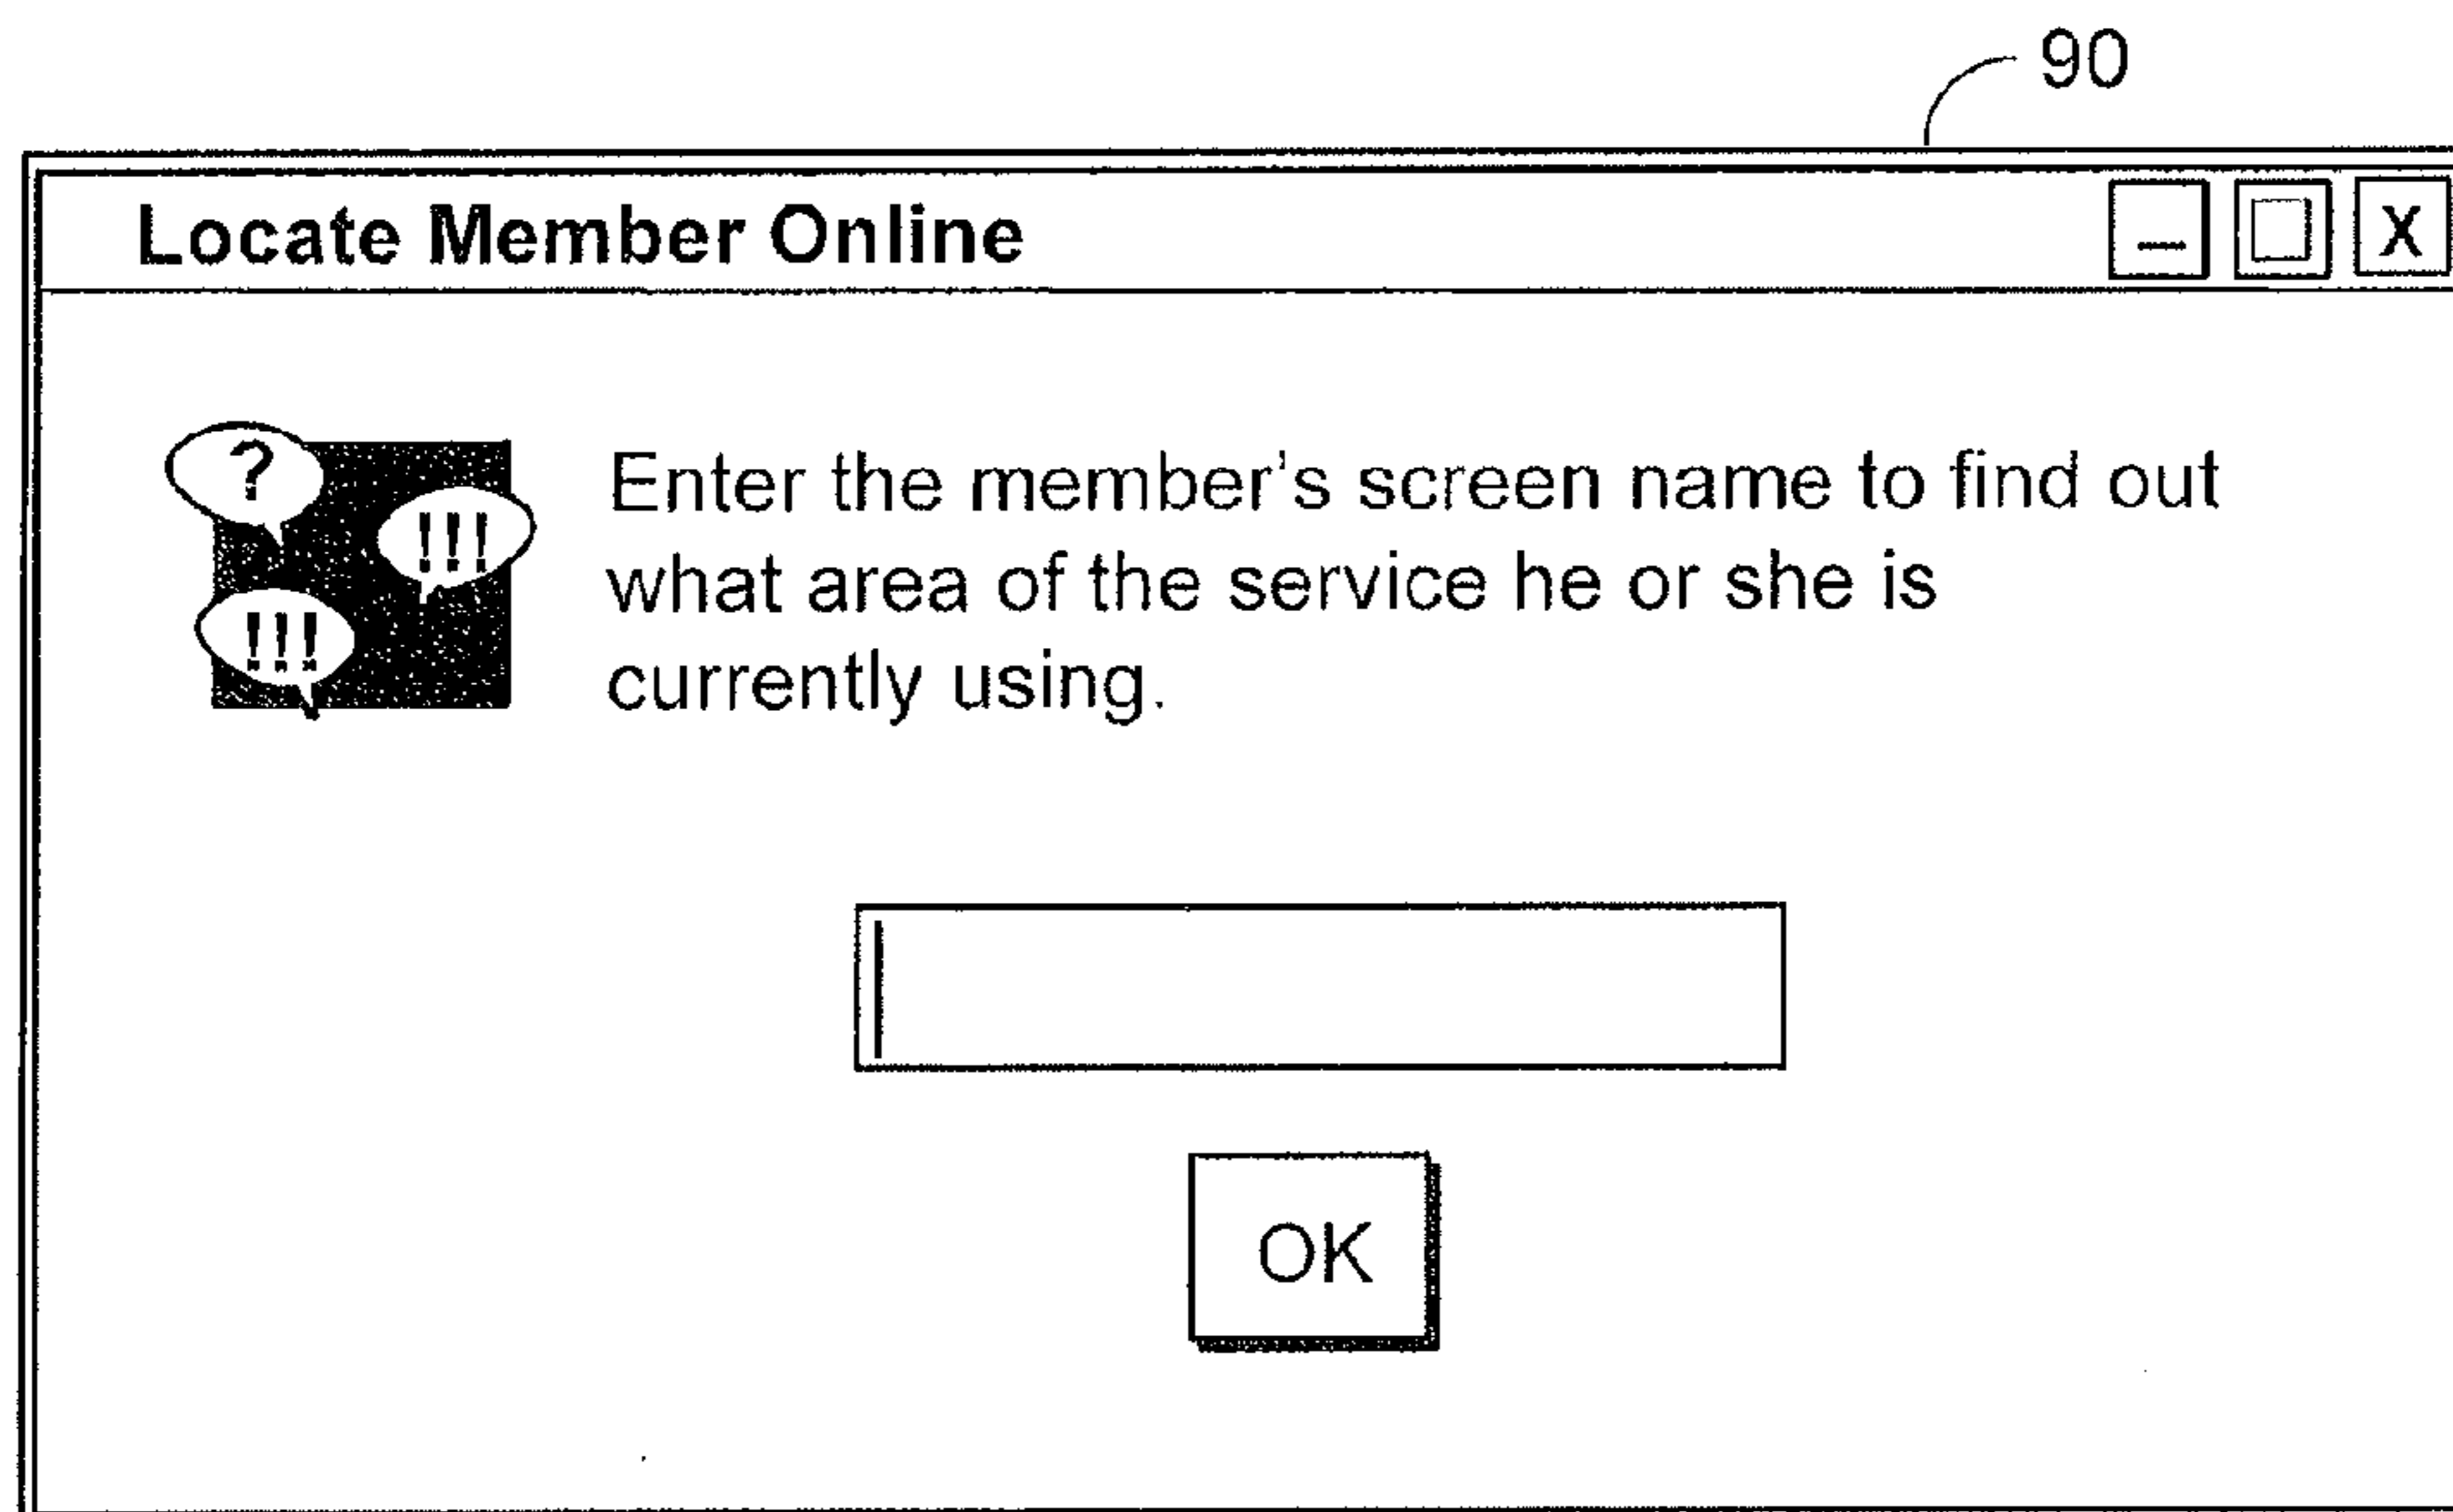 90
Locate Member Online
X
?
!!!
!!!
Enter the member's screen name to find out
what area of the service he or she is
currently using.
OK